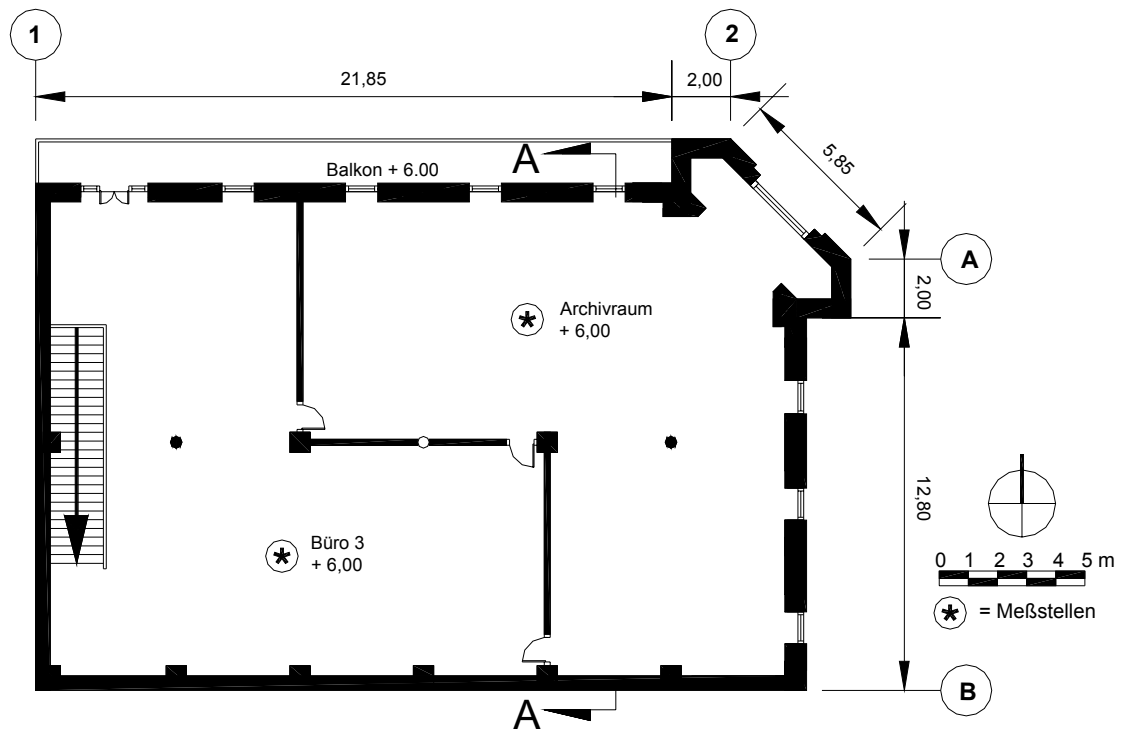 1
2
21,85
2,00
5,85
A
Balkon + 6.00
A
2,00
Archivraum
+ 6,00
12,80
Büro 3
+ 6,00
0 1 2 3 4 5 m
= Meßstellen
B
A